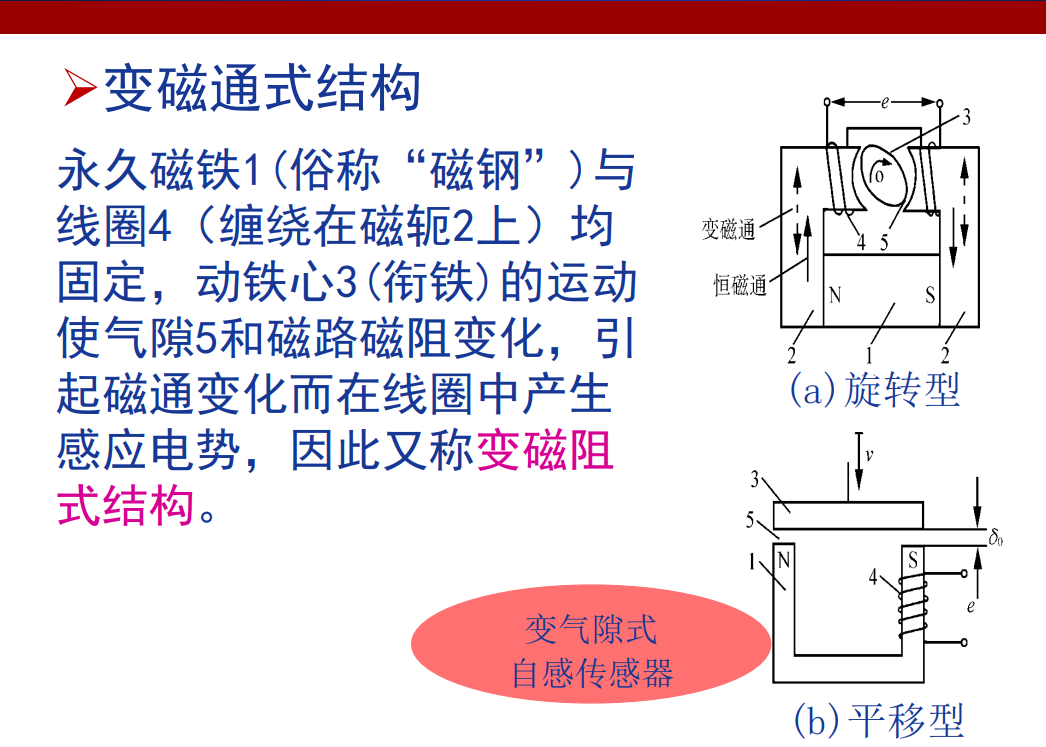 变磁通式结构
永久磁铁1(俗称“磁钢”)与
线圈4（缠绕在磁轭2上）均
固定，动铁心3(衔铁)的运动
使气隙5和磁路磁阻变化，引
起磁通变化而在线圈中产生
感应电势，因此又称变磁阻
式结构。
e
3
o
变磁通
4 5
恒磁通
N S
2 1 2
(a)旋转型
v
3
5
δ0
1 N S
4
e
变气隙式
自感传感器
(b)平移型